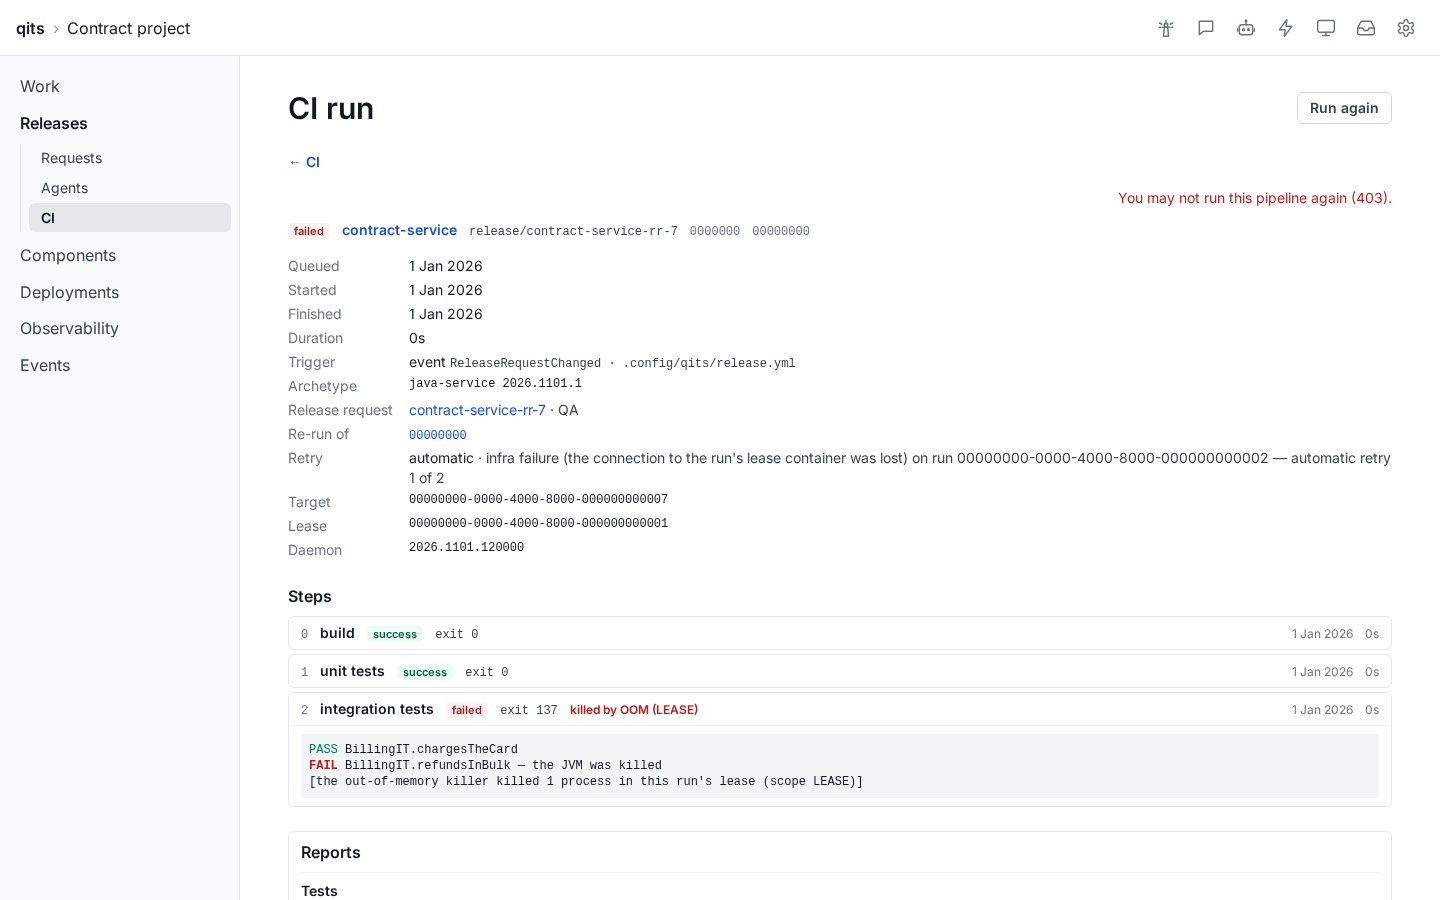 qits › Contract project
Work
Releases
Requests
Agents
CI
Components
Deployments
Observability
Events
CI run
Run again
← CI
You may not run this pipeline again (403).
failed contract-service release/contract-service-rr-7 0000000 00000000
Queued 1 Jan 2026
Started 1 Jan 2026
Finished 1 Jan 2026
Duration 0s
Trigger event ReleaseRequestChanged · .config/qits/release.yml
Archetype java-service 2026.1101.1
Release request contract-service-rr-7 · QA
Re-run of 00000000
Retry automatic · infra failure (the connection to the run's lease container was lost) on run 00000000-0000-4000-8000-000000000002 — automatic retry
1 of 2
Target 00000000-0000-4000-8000-000000000007
Lease 00000000-0000-4000-8000-000000000001
Daemon 2026.1101.120000
Steps
0 build success exit 0 1 Jan 2026 0s
1 unit tests success exit 0 1 Jan 2026 0s
2 integration tests failed exit 137 killed by OOM (LEASE) 1 Jan 2026 0s
PASS BillingIT.chargesTheCard
FAIL BillingIT.refundsInBulk — the JVM was killed
[the out-of-memory killer killed 1 process in this run's lease (scope LEASE)]
Reports
Tests